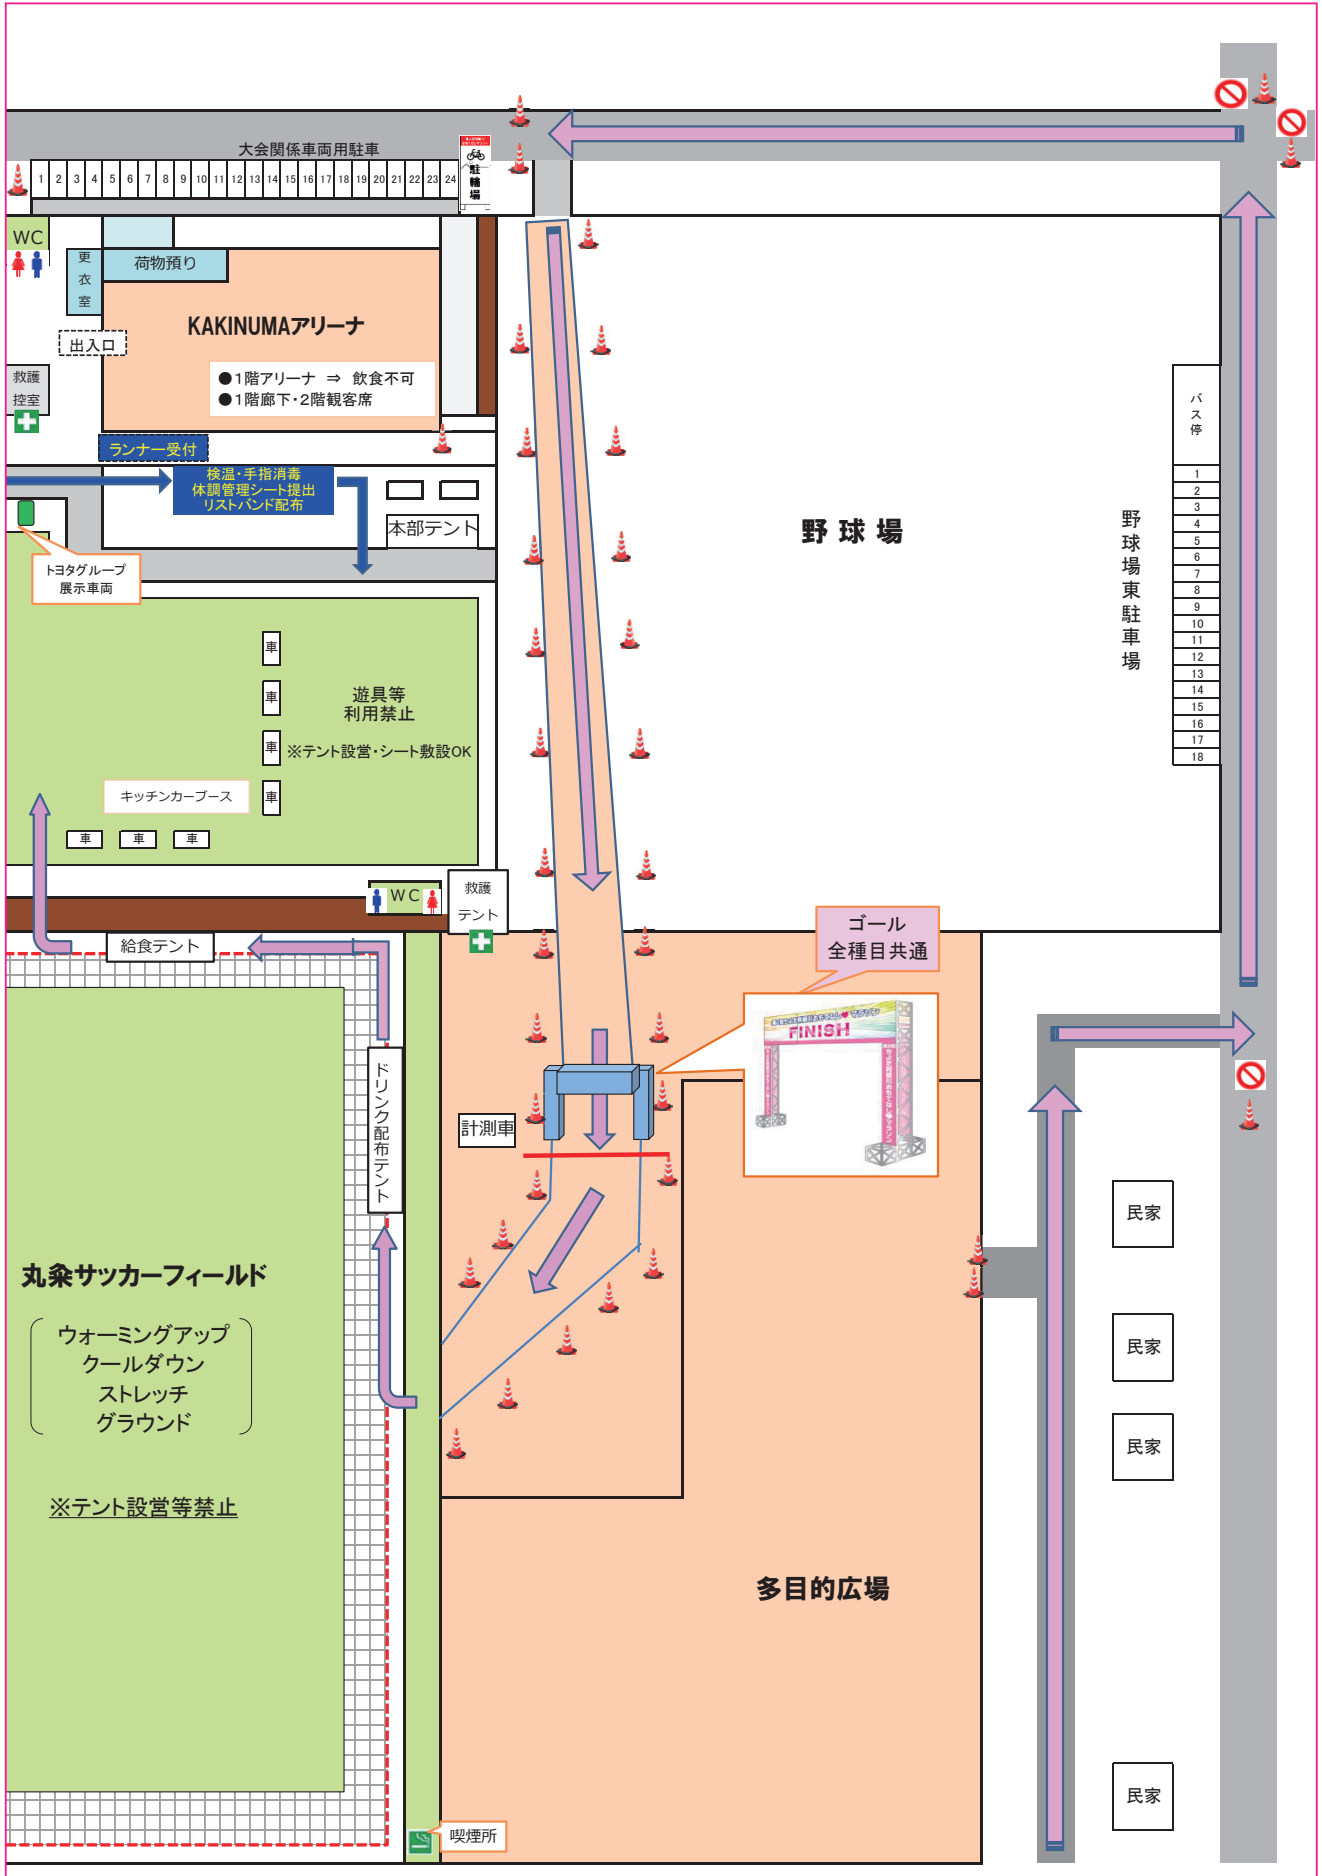 大会関係車両用駐車
1 2 3 4 5 6 7 8 9 10 11 12 13 14 15 16 17 18 19 20 21 22 23 24
駐輪場
WC
更衣室
荷物預り
KAKINUMAアリーナ
出入口
●1階アリーナ ⇒ 飲食不可
●1階廊下・2階観客席
救護
控室
ランナー受付
検温・手指消毒
体調管理シート提出
リストバンド配布
本部テント
トヨタグループ
展示車両
野球場
バス停
野球場東駐車場
1
2
3
4
5
6
7
8
9
10
11
12
13
14
15
16
17
18
車
車
車
車
遊具等
利用禁止
※テント設営・シート敷設OK
キッチンカーブース
車 車 車
WC
救護
テント
給食テント
ゴール
全種目共通
FINISH
ドリンク配布テント
計測車
丸粂サッカーフィールド
ウォーミングアップ
クールダウン
ストレッチ
グラウンド
※テント設営等禁止
民家
民家
民家
多目的広場
民家
喫煙所